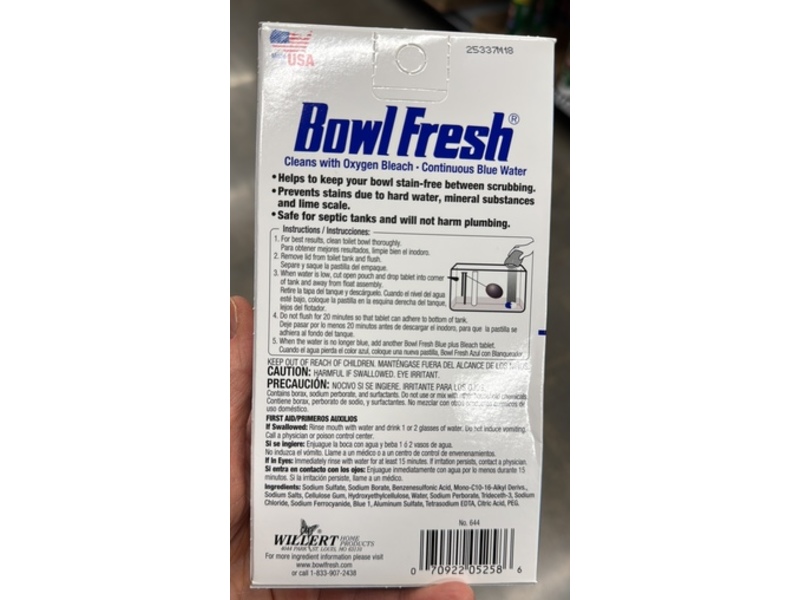 MADE IN
USA
25337M18
Bowl Fresh®
Cleans with Oxygen Bleach • Continuous Blue Water
• Helps to keep your bowl stain-free between scrubbing.
• Prevents stains due to hard water, mineral substances
and lime scale.
• Safe for septic tanks and will not harm plumbing.
Instructions / Instrucciones:
1. For best results, clean toilet bowl thoroughly.
Para obtener mejores resultados, limpie bien el inodoro.
2. Remove lid from toilet tank and flush.
Separe y saque la pastilla del empaque.
3. When water is low, cut open pouch and drop tablet into corner
of tank and away from float assembly.
Retire la tapa del tanque y descárguelo. Cuando el nivel del agua
esté bajo, coloque la pastilla en la esquina derecha del tanque,
lejos del flotador.
4. Do not flush for 20 minutes so that tablet can adhere to bottom of tank.
Deje pasar por lo menos 20 minutos antes de descargar el inodoro, para que la pastilla se
adhiera al fondo del tanque.
5. When the water is no longer blue, add another Bowl Fresh Blue plus Bleach tablet.
Cuando el agua pierda el color azul, coloque una nueva pastilla, Bowl Fresh Azul con Blanqueador.
KEEP OUT OF REACH OF CHILDREN. MANTÉNGASE FUERA DEL ALCANCE DE LOS
CAUTION: HARMFUL IF SWALLOWED. EYE IRRITANT.
PRECAUCIÓN: NOCIVO SI SE INGIERE. IRRITANTE PARA LOS
Contains borax, sodium perborate, and surfactants. Do not use or mix with chemicals.
Contiene borax, perborato de sodio, y surfactantes. No mezclar con otros químicos de
uso doméstico.
FIRST AID/PRIMEROS AUXILIOS
If Swallowed: Rinse mouth with water and drink 1 or 2 glasses of water. Do not induce vomiting.
Call a physician or poison control center.
Si se ingiere: Enjuague la boca con agua y beba 1 ó 2 vasos de agua.
No induzca el vómito. Llame a un médico o a un centro de control de envenenamientos.
If in Eyes: Immediately rinse with water for at least 15 minutes. If irritation persists, contact a physician.
Si entra en contacto con los ojos: Enjuague inmediatamente con agua por lo menos durante 15
minutos. Si la irritación persiste, llame a un médico.
Ingredients: Sodium Sulfate, Sodium Borate, Benzenesulfonic Acid, Mono-C10-16-Alkyl Derivs.,
Sodium Salts, Cellulose Gum, Hydroxyethylcellulose, Water, Sodium Perborate, Trideceth-3, Sodium
Chloride, Sodium Ferrocyanide, Blue 1, Aluminum Sulfate, Tetrasodium EDTA, Citric Acid, PEG.
No. 644
WILLERT HOME PRODUCTS
4044 PARK ST. LOUIS, MO 63110
For more ingredient information please visit
www.bowlfresh.com
or call 1-833-907-2438
0 70922 05258 6